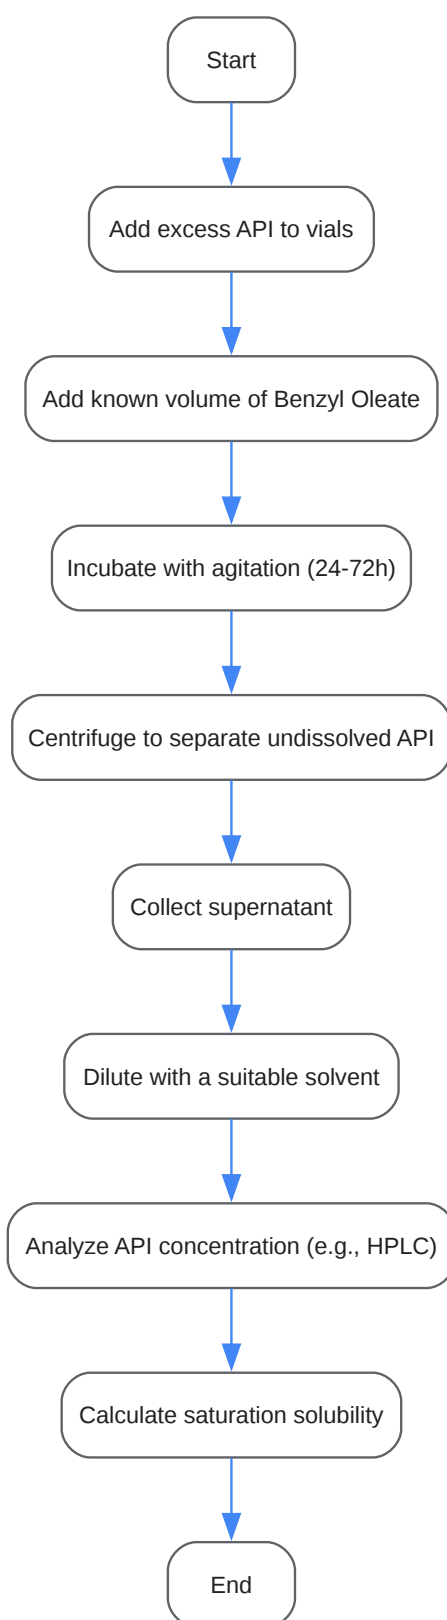 Start
Add excess API to vials
Add known volume of Benzyl Oleate
Incubate with agitation (24-72h)
Centrifuge to separate undissolved API
Collect supernatant
Dilute with a suitable solvent
Analyze API concentration (e.g., HPLC)
Calculate saturation solubility
End